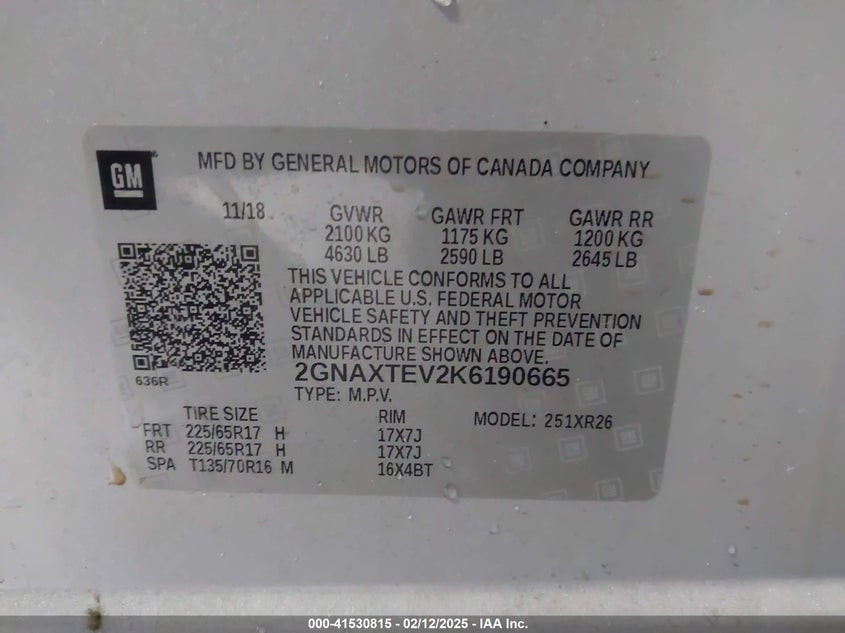 GM
MFD BY GENERAL MOTORS OF CANADA COMPANY
11/18 GVWR GAWR FRT GAWR RR
2100 KG 1175 KG 1200 KG
4630 LB 2590 LB 2645 LB
THIS VEHICLE CONFORMS TO ALL
APPLICABLE U.S. FEDERAL MOTOR
VEHICLE SAFETY AND THEFT PREVENTION
STANDARDS IN EFFECT ON THE DATE OF
MANUFACTURE SHOWN ABOVE.
636R
2GNAXTEV2K6190665
TYPE: M.P.V.
TIRE SIZE RIM MODEL: 251XR26
FRT 225/65R17 H 17X7J
RR 225/65R17 H 17X7J
SPA T135/70R16 M 16X4BT
000-41530815 - 02/12/2025 - IAA Inc.